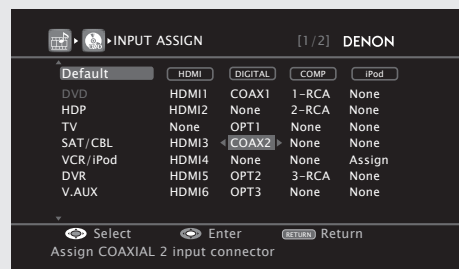 INPUT ASSIGN [1/2] DENON
Default HDMI DIGITAL COMP iPod
DVD HDMI1 COAX1 1-RCA None
HDP HDMI2 None 2-RCA None
TV None OPT1 None None
SAT/CBL HDMI3 COAX2 None None
VCR/iPod HDMI4 None None Assign
DVR HDMI5 OPT2 3-RCA None
V.AUX HDMI6 OPT3 None None
Select Enter RETURN Return
Assign COAXIAL 2 input connector